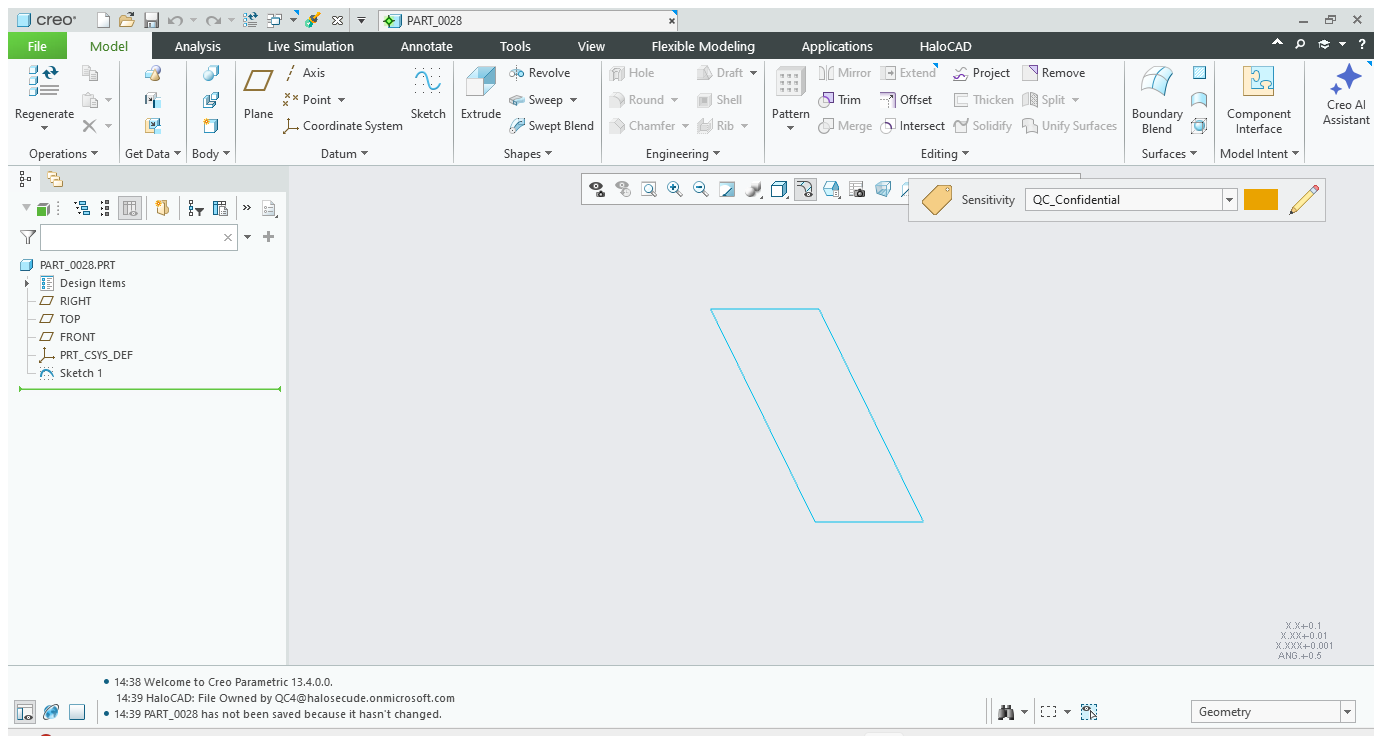 creo·
PART_0028
File Model Analysis Live Simulation Annotate Tools View Flexible Modeling Applications HaloCAD
Regenerate
Operations
Get Data
Body
Plane
Axis
Point
Coordinate System
Sketch
Datum
Extrude
Revolve
Sweep
Swept Blend
Shapes
Hole
Round
Chamfer
Draft
Shell
Rib
Engineering
Pattern
Mirror
Trim
Merge
Extend
Offset
Intersect
Project
Thicken
Solidify
Remove
Split
Unify Surfaces
Editing
Boundary
Blend
Surfaces
Component
Interface
Model Intent
Creo AI
Assistant
Sensitivity QC_Confidential
PART_0028.PRT
Design Items
RIGHT
TOP
FRONT
PRT_CSYS_DEF
Sketch 1
X.X+-0.1
X.XX+-0.01
X.XXX+-0.001
ANG.+-0.5
14:38 Welcome to Creo Parametric 13.4.0.0.
14:39 HaloCAD: File Owned by QC4@halosecude.onmicrosoft.com
14:39 PART_0028 has not been saved because it hasn't changed.
Geometry